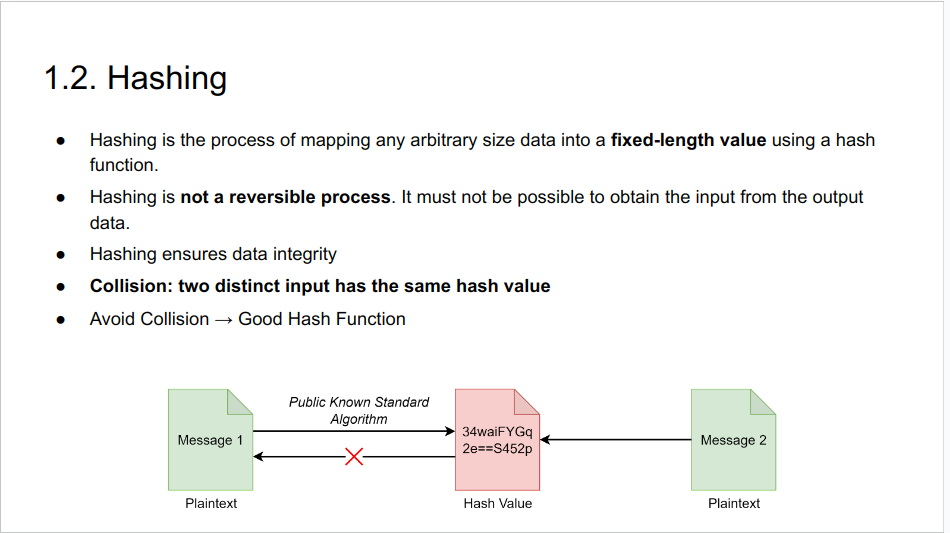 1.2. Hashing
● Hashing is the process of mapping any arbitrary size data into a fixed-length value using a hash
function.
● Hashing is not a reversible process. It must not be possible to obtain the input from the output
data.
● Hashing ensures data integrity
● Collision: two distinct input has the same hash value
● Avoid Collision → Good Hash Function
Public Known Standard
Algorithm
Message 1
34waiFYGq
2e==S452p
Message 2
Plaintext
Hash Value
Plaintext